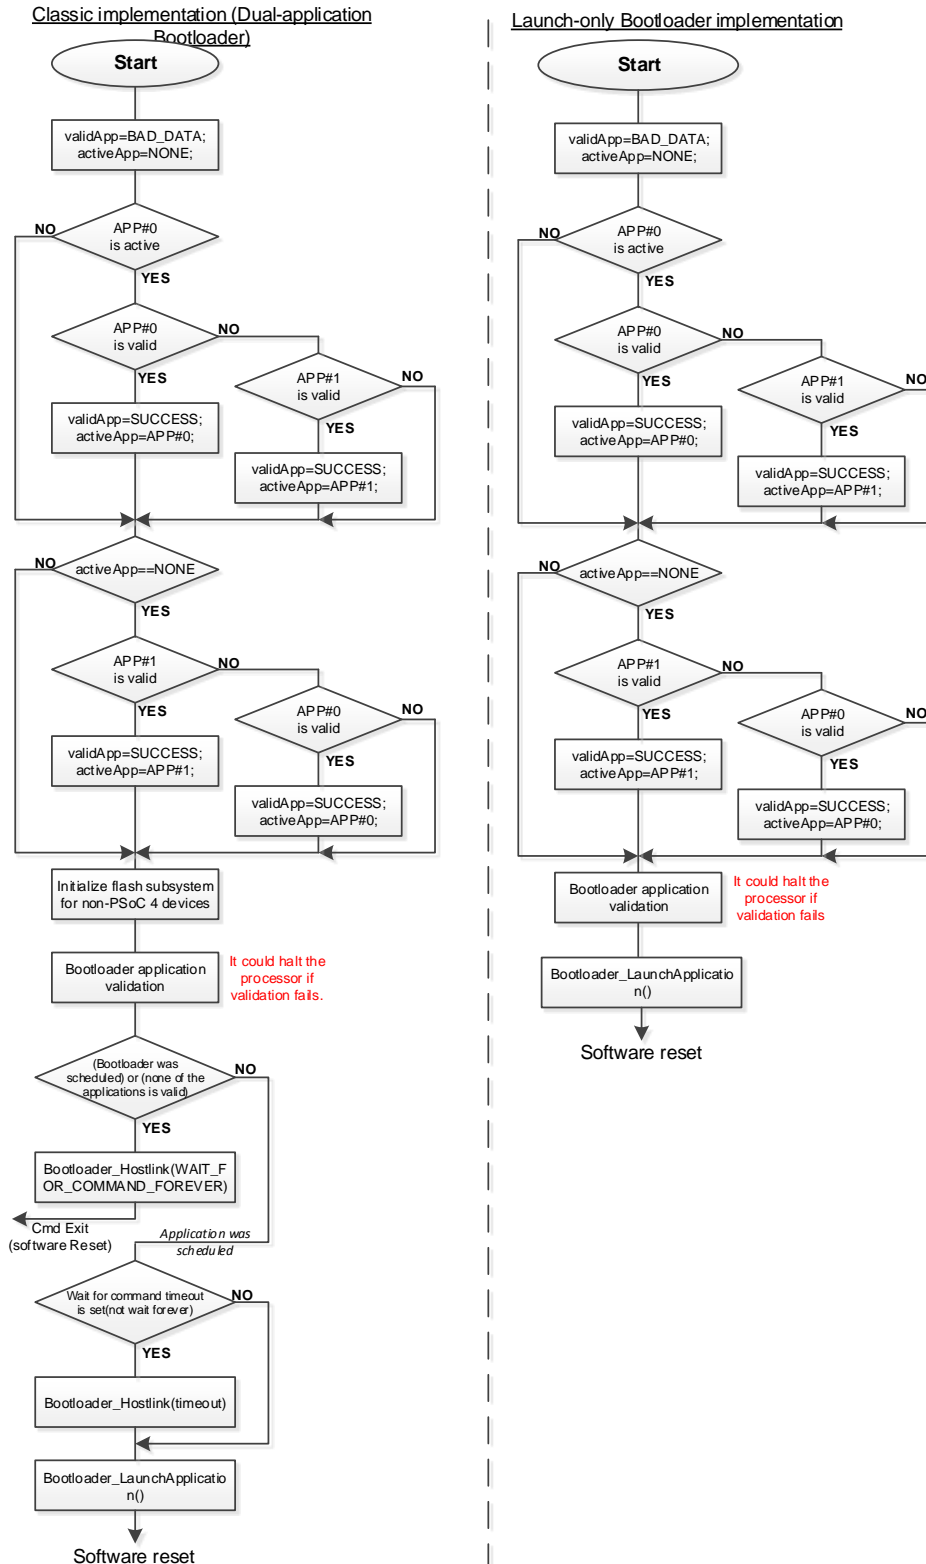 Classic implementation (Dual-application
Bootloader)
Start
validApp=BAD_DATA;
activeApp=NONE;
NO
APP#0
is active
YES
APP#0
is valid
NO
YES
APP#1
is valid
NO
validApp=SUCCESS;
activeApp=APP#0;
YES
validApp=SUCCESS;
activeApp=APP#1;
NO
activeApp==NONE
YES
APP#1
is valid
NO
YES
APP#0
is valid
NO
validApp=SUCCESS;
activeApp=APP#1;
YES
validApp=SUCCESS;
activeApp=APP#0;
Initialize flash subsystem
for non-PSoC 4 devices
Bootloader application
validation
It could halt the
processor if
validation fails.
(Bootloader was
scheduled) or (none of the
applications is valid)
NO
YES
Bootloader_Hostlink(WAIT_F
OR_COMMAND_FOREVER)
Cmd Exit
(software Reset)
Application was
scheduled
Wait for command timeout
is set(not wait forever)
NO
YES
Bootloader_Hostlink(timeout)
Bootloader_LaunchApplicatio
n()
Software reset
Launch-only Bootloader implementation
Start
validApp=BAD_DATA;
activeApp=NONE;
NO
APP#0
is active
YES
APP#0
is valid
NO
YES
APP#1
is valid
NO
validApp=SUCCESS;
activeApp=APP#0;
YES
validApp=SUCCESS;
activeApp=APP#1;
NO
activeApp==NONE
YES
APP#1
is valid
NO
YES
APP#0
is valid
NO
validApp=SUCCESS;
activeApp=APP#1;
YES
validApp=SUCCESS;
activeApp=APP#0;
Bootloader application
validation
It could halt the
processor if
validation fails
Bootloader_LaunchApplicatio
n()
Software reset